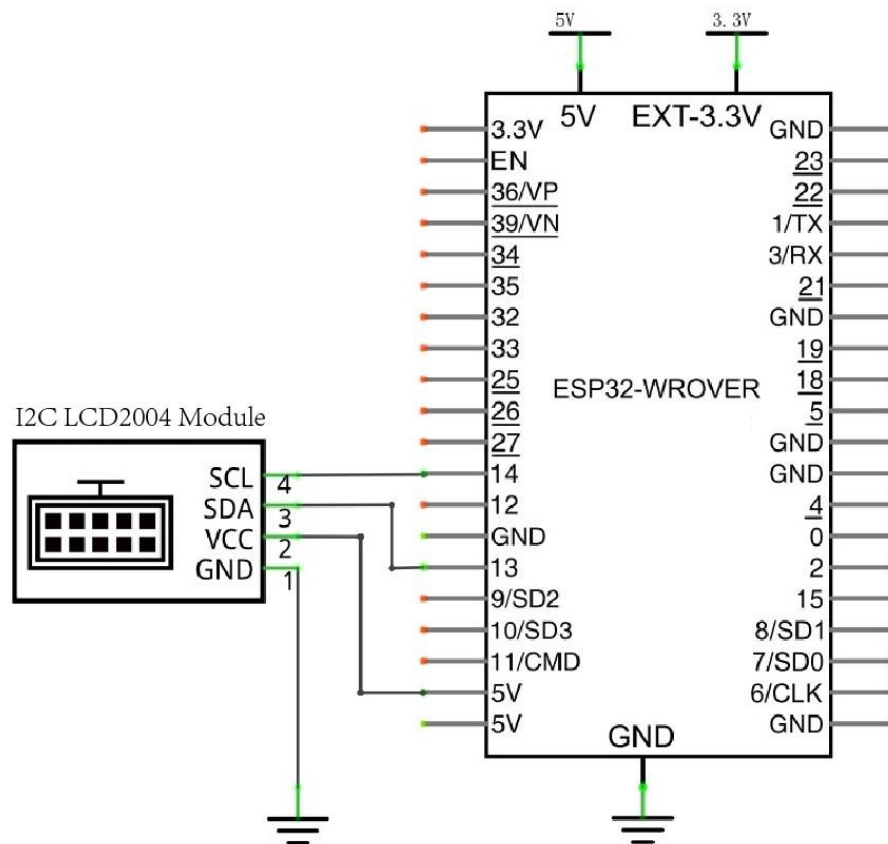 5V
3.3V
5V
EXT-3.3V
3.3V
EN
36/VP
39/VN
34
35
32
33
25
26
27
14
12
GND
13
9/SD2
10/SD3
11/CMD
5V
5V
GND
23
22
1/TX
3/RX
21
GND
19
18
5
GND
GND
4
0
2
15
8/SD1
7/SD0
6/CLK
GND
ESP32-WROVER
GND
I2C LCD2004 Module
SCL 4
SDA 3
VCC 2
GND 1